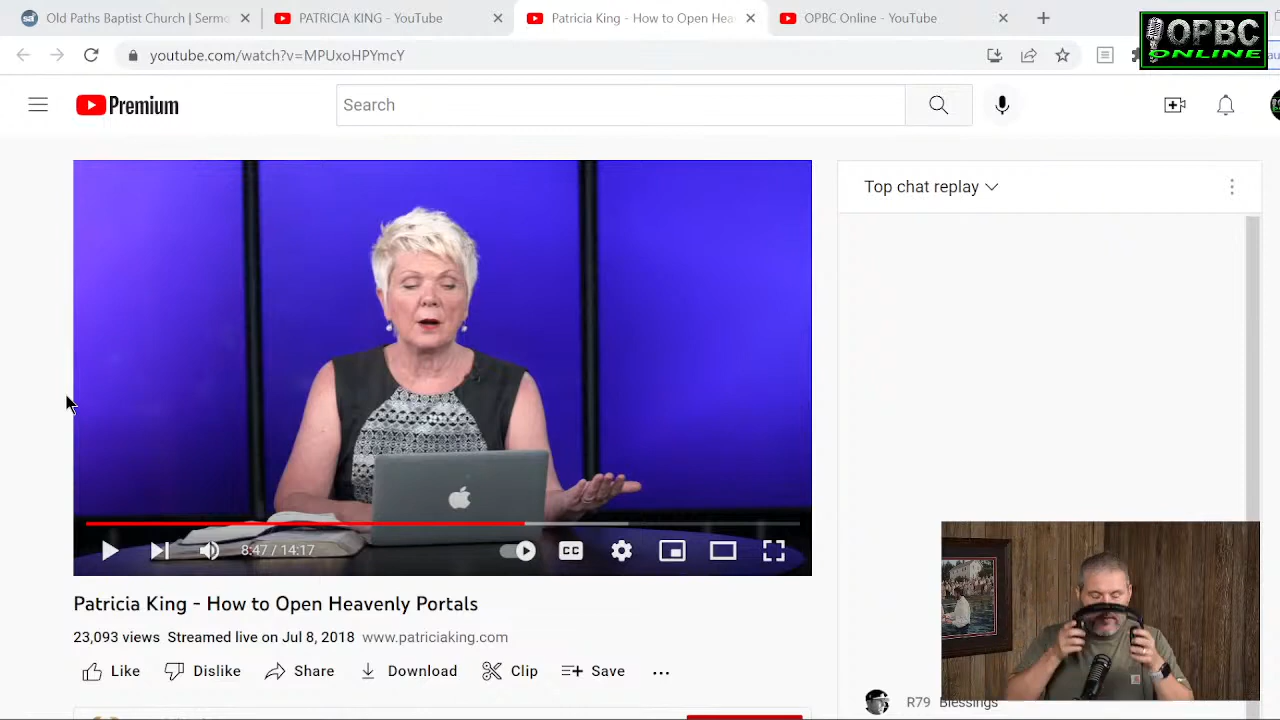 Old Paths Baptist Church | Sermo
PATRICIA KING - YouTube
Patricia King - How to Open Hea
OPBC Online - YouTube
OPBC
ONLINE
youtube.com/watch?v=MPUxoHPYmcY
Premium
Search
Top chat replay
8:47 / 14:17
CC
Patricia King - How to Open Heavenly Portals
23,093 views Streamed live on Jul 8, 2018 www.patriciaking.com
Like
Dislike
Share
Download
Clip
Save
R79 Blessings